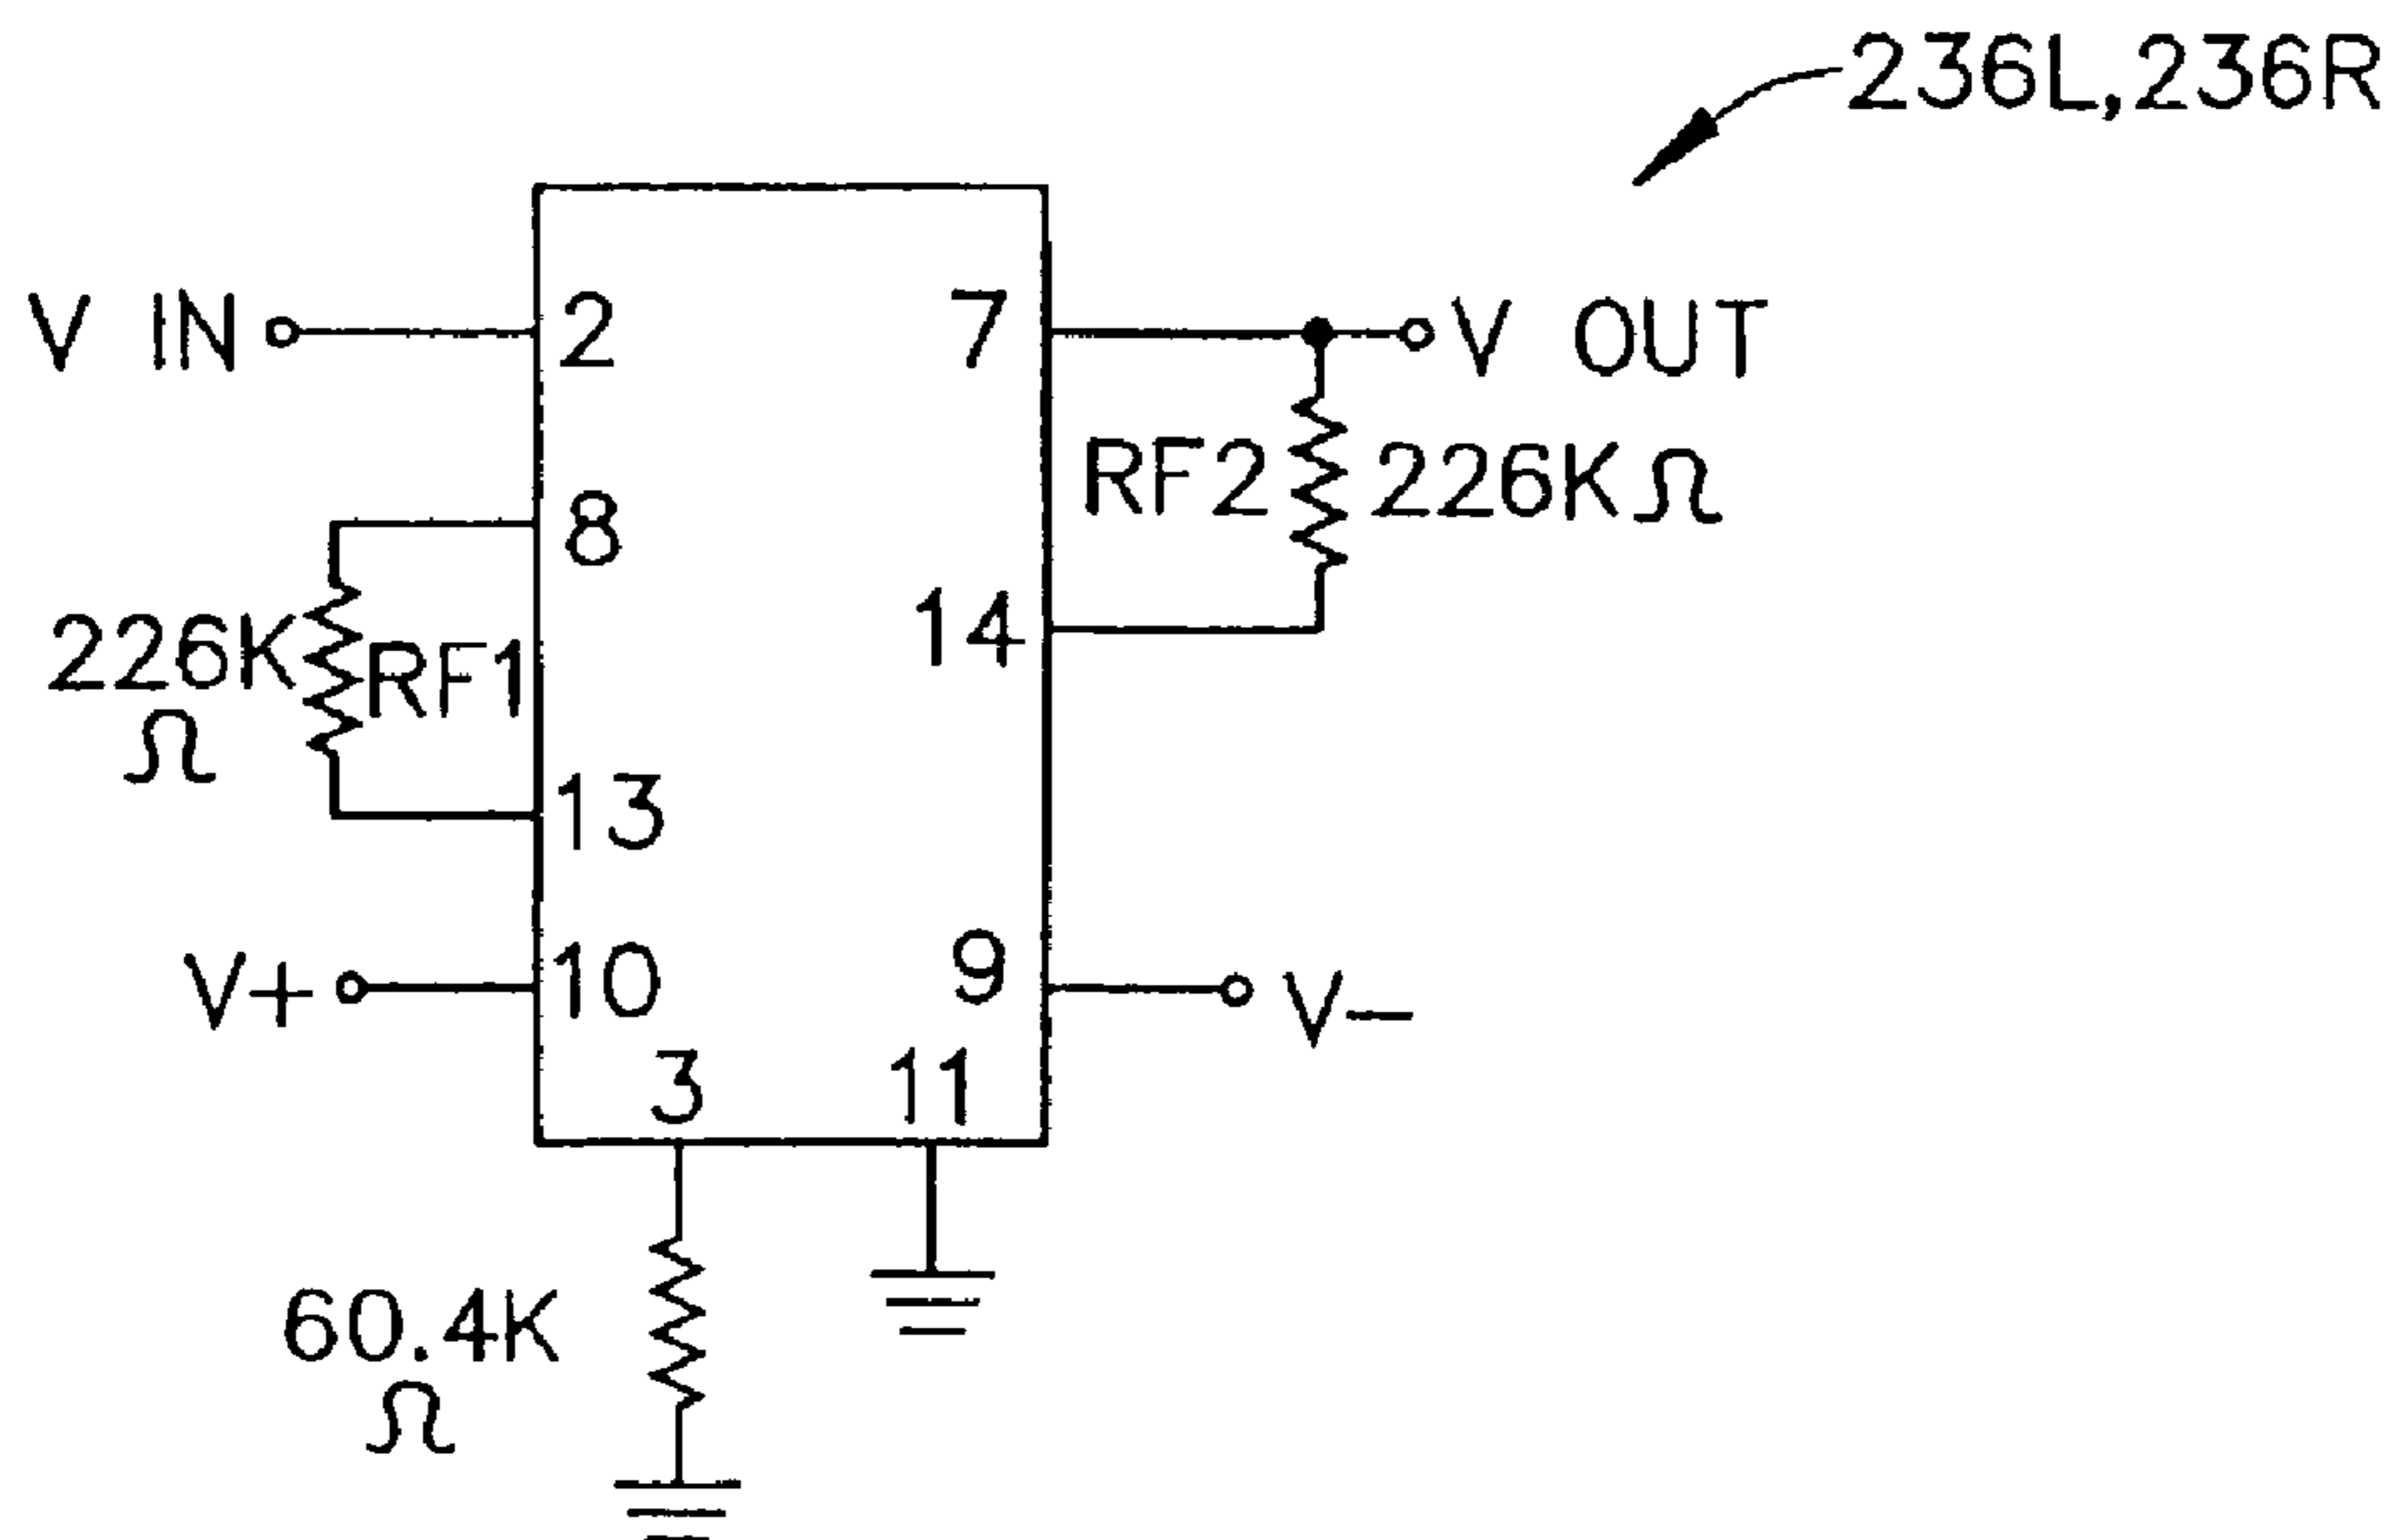 236L,236R
V IN
2
7
V OUT
RF2
226KΩ
8
14
226K
Ω
RF1
13
V+
10
9
V-
3
11
60.4K
Ω